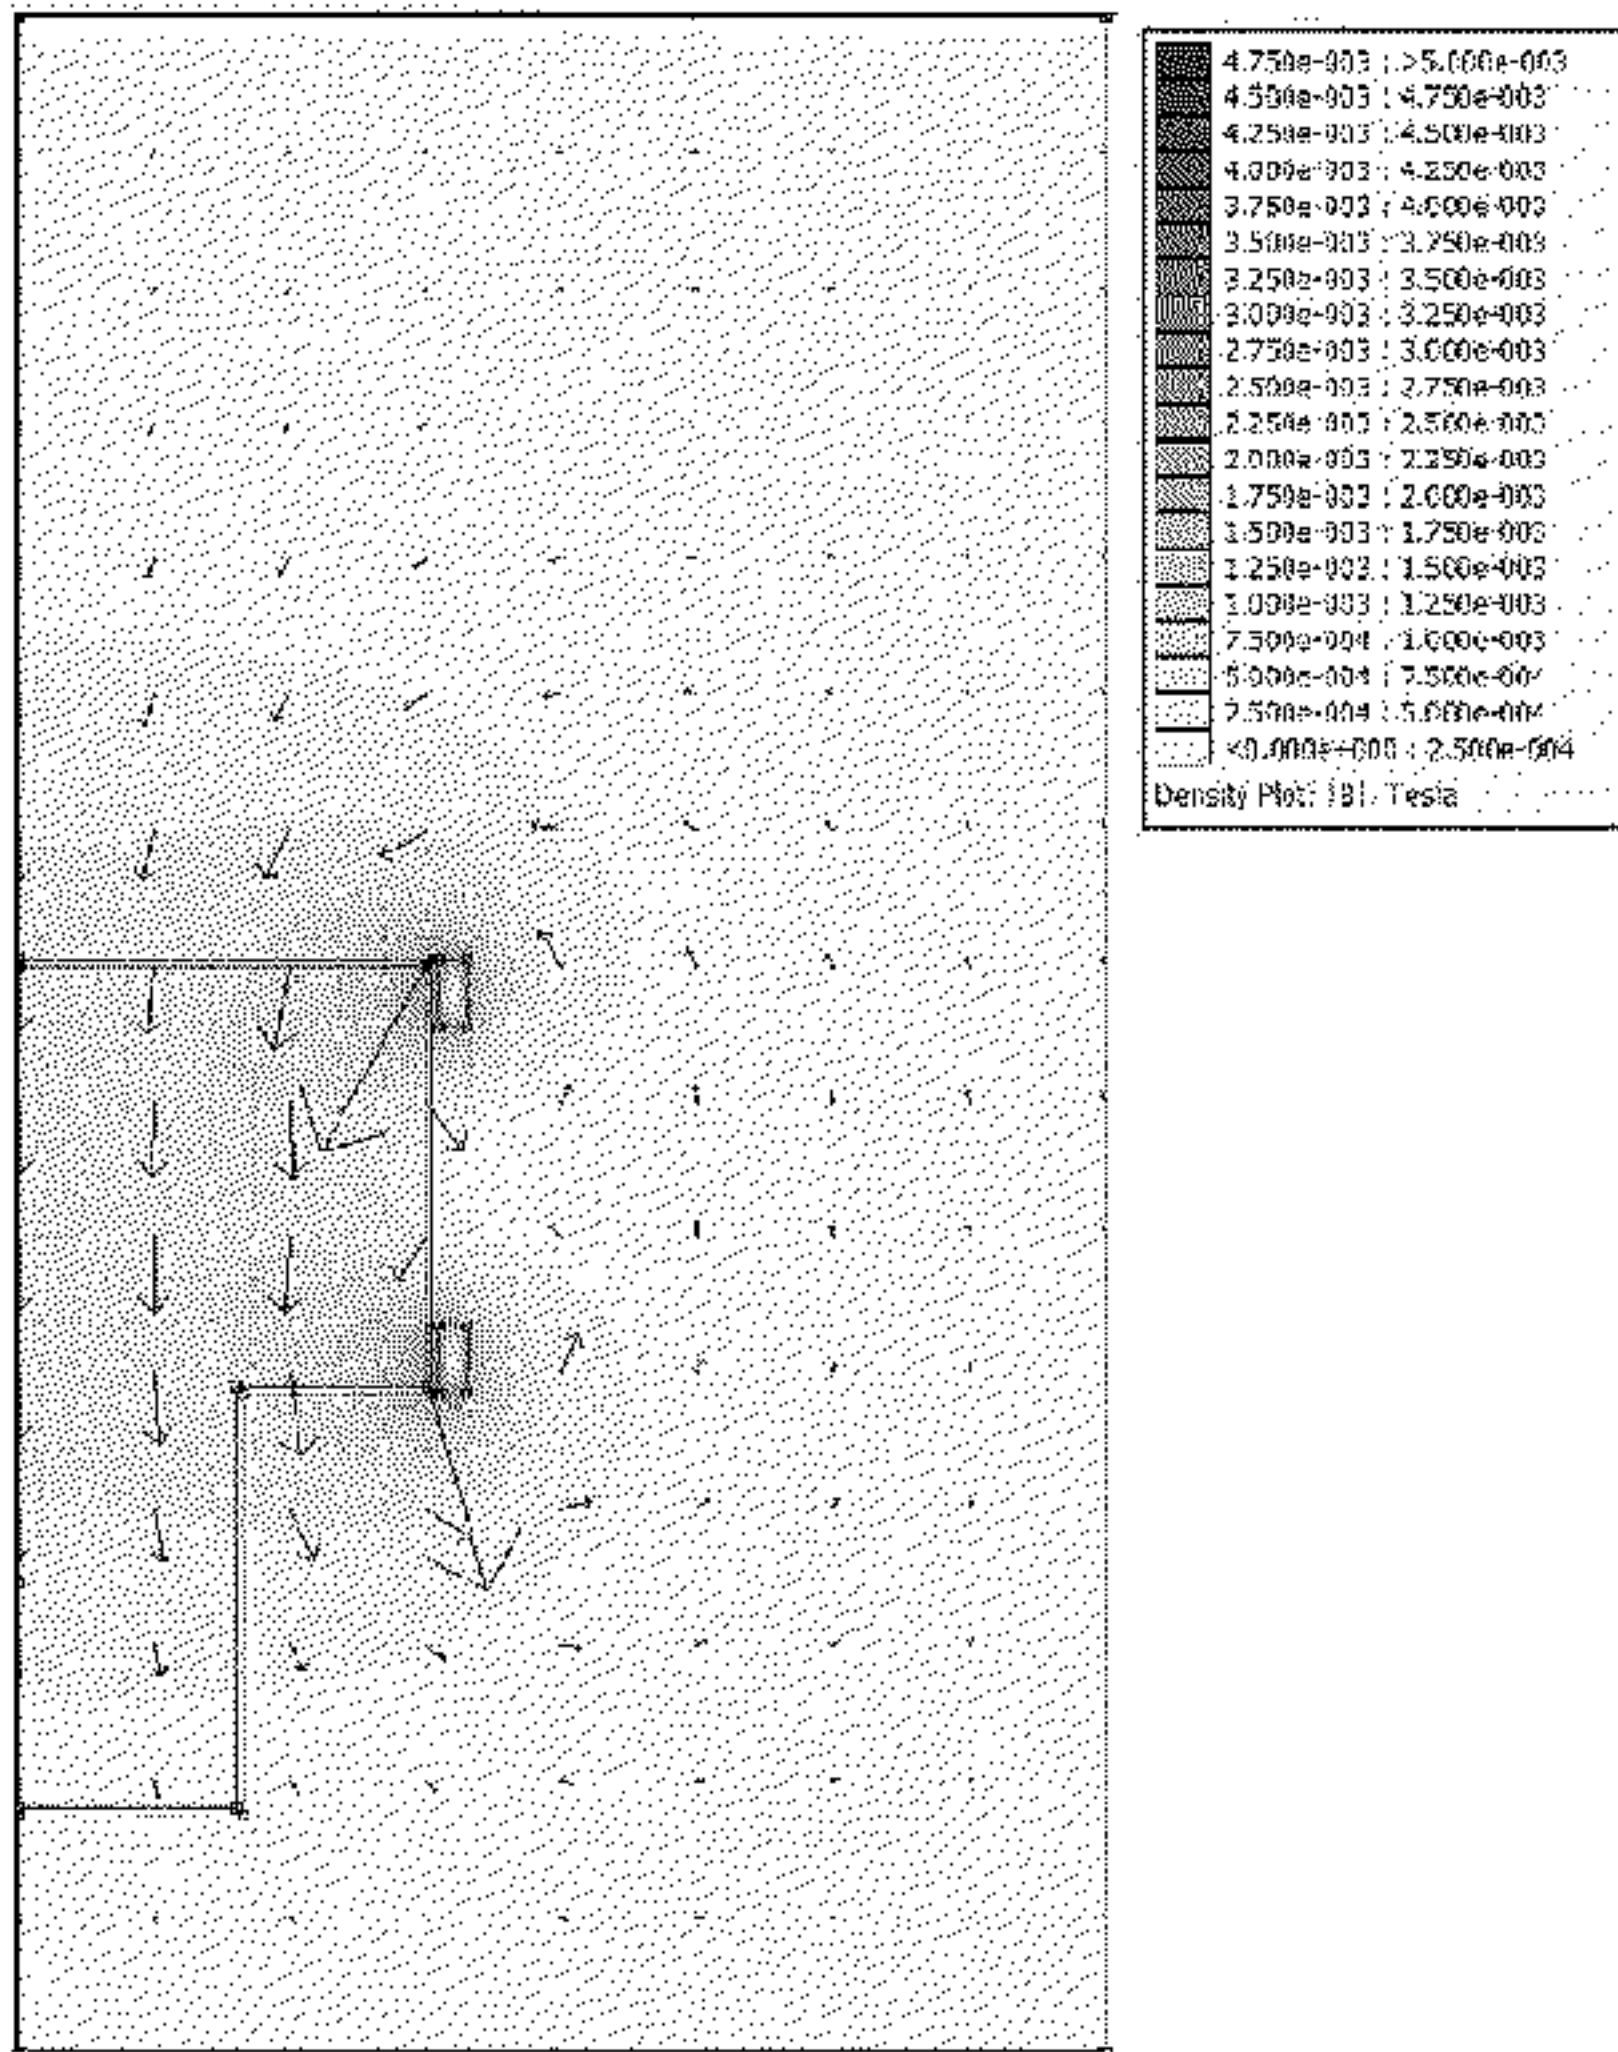 4.750e-003 : >5.000e-003
4.500e-003 : 4.750e-003
4.250e-003 : 4.500e-003
4.000e-003 : 4.250e-003
3.750e-003 : 4.000e-003
3.500e-003 : 3.750e-003
3.250e-003 : 3.500e-003
3.000e-003 : 3.250e-003
2.750e-003 : 3.000e-003
2.500e-003 : 2.750e-003
2.250e-003 : 2.500e-003
2.000e-003 : 2.250e-003
1.750e-003 : 2.000e-003
1.500e-003 : 1.750e-003
1.250e-003 : 1.500e-003
1.000e-003 : 1.250e-003
7.500e-004 : 1.000e-003
5.000e-004 : 7.500e-004
2.500e-004 : 5.000e-004
<0.000e+000 : 2.500e-004
Density Plot: |B|, Tesla